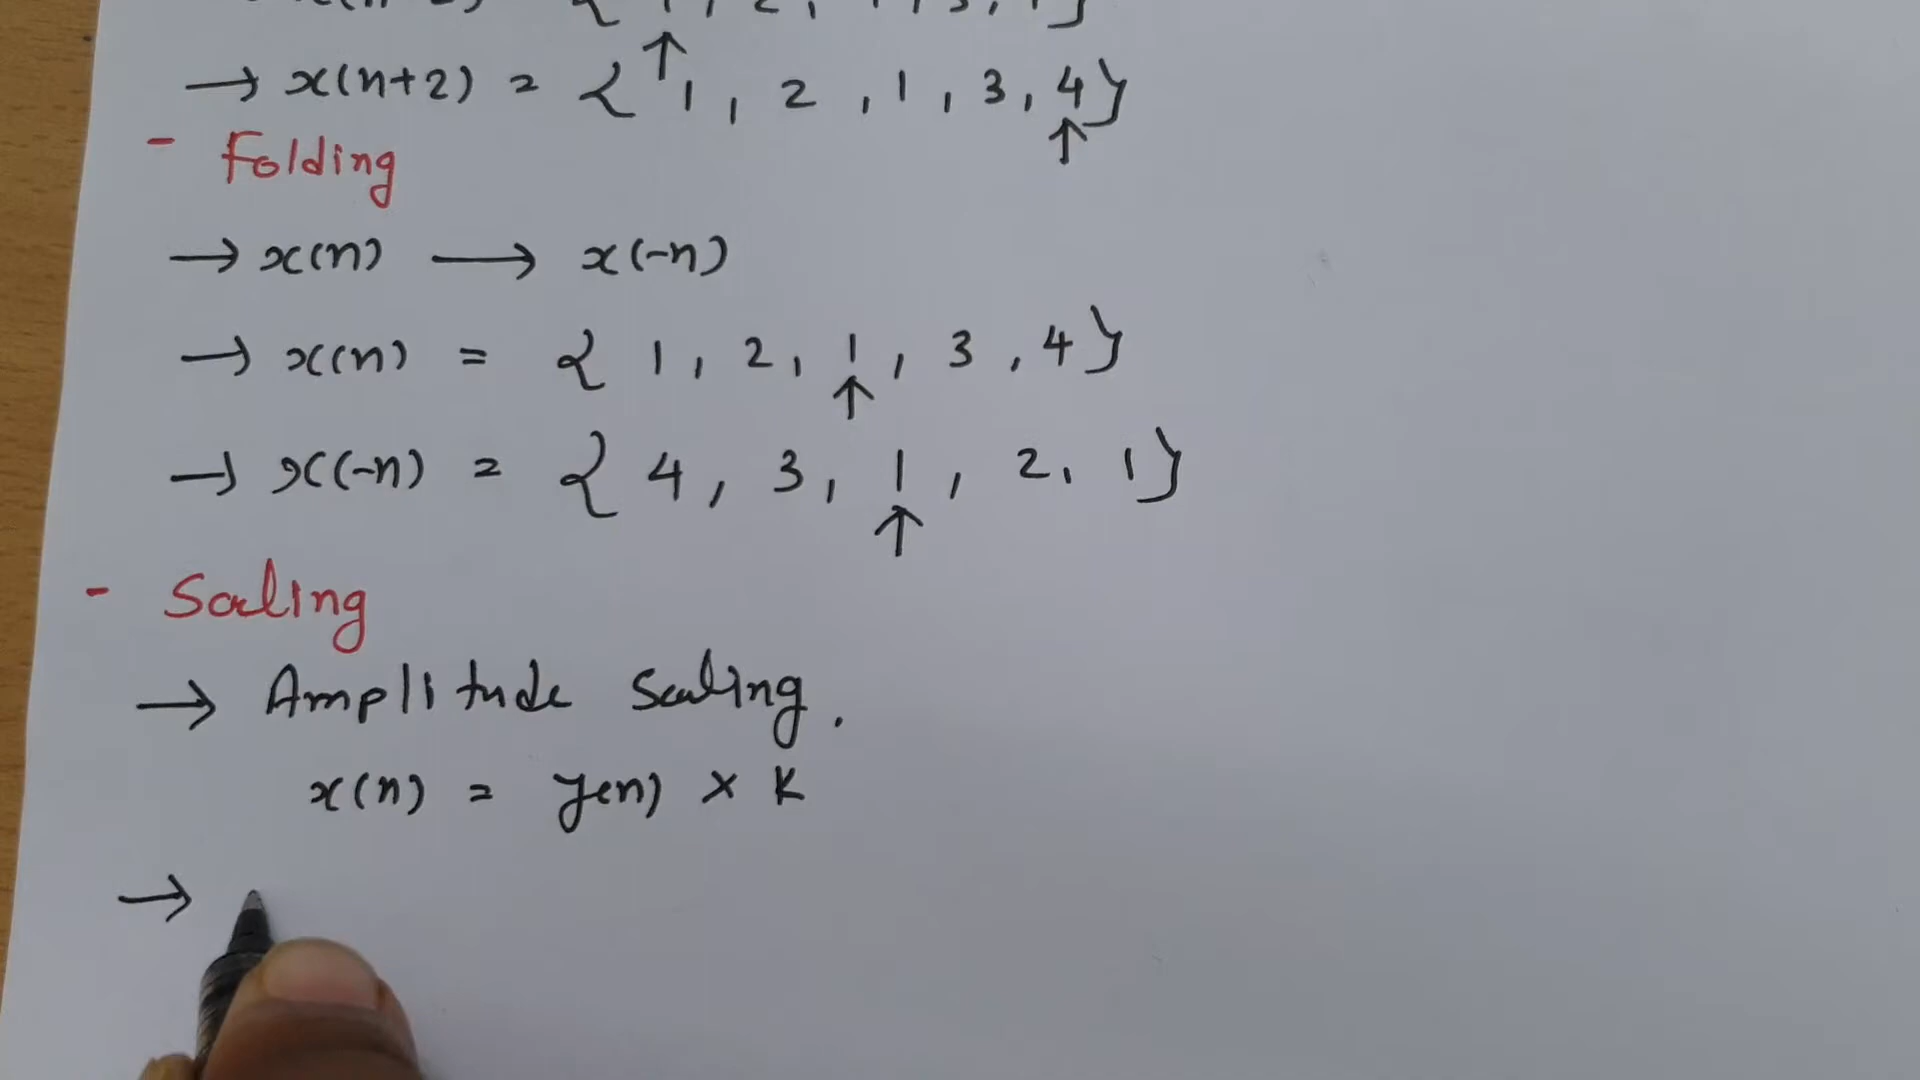 → x(n+2) = { 1, 2, 1, 3, 4}
↑
- Folding
→ x(n) → x(-n)
→ x(n) = { 1, 2, 1, 3, 4}
↑
→ x(-n) = { 4, 3, 1, 2, 1}
↑
- Scaling
→ Amplitude Scaling.
x(n) = y(n) × K
→